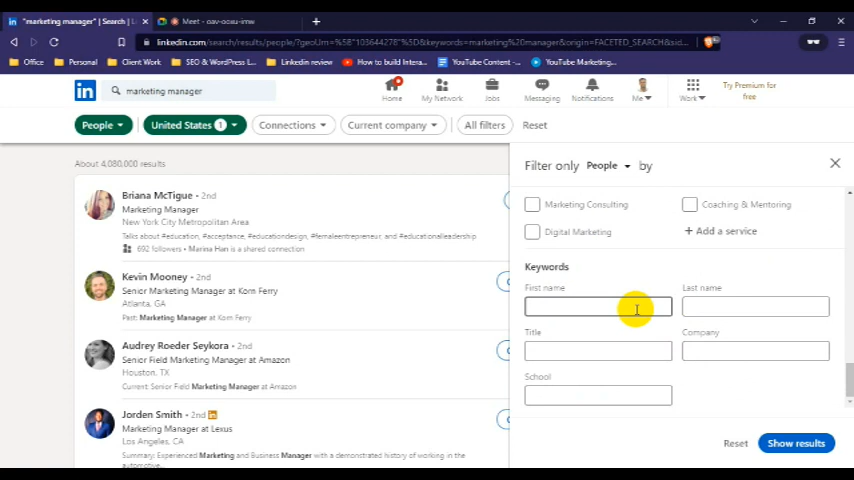 "marketing manager" | Search | L
Meet - oav-ooxu-imw
linkedin.com/search/results/people/?geoUrn=%5B"103644278"%5D&keywords=marketing%20manager&origin=FACETED_SEARCH&sid...
Office
Personal
Client Work
SEO & WordPress L...
Linkedin review
How to build Intera...
YouTube Content -...
YouTube Marketing...
in
marketing manager
Home
My Network
Jobs
Messaging
Notifications
Me
Work
Try Premium for
free
People
United States 1
Connections
Current company
All filters
Reset
About 4,080,000 results
Briana McTigue • 2nd
Marketing Manager
New York City Metropolitan Area
Talks about #education, #acceptance, #educationdesign, #femaleentrepreneur, and #educationalleadership
692 followers • Marina Han is a shared connection
Kevin Mooney • 2nd
Senior Marketing Manager at Korn Ferry
Atlanta, GA
Past: Marketing Manager at Korn Ferry
Audrey Roeder Seykora • 2nd
Senior Field Marketing Manager at Amazon
Houston, TX
Current: Senior Field Marketing Manager at Amazon
Jorden Smith • 2nd in
Marketing Manager at Lexus
Los Angeles, CA
Summary: Experienced Marketing and Business Manager with a demonstrated history of working in the
automotive...
Filter only People by
Marketing Consulting
Coaching & Mentoring
Digital Marketing
+ Add a service
Keywords
First name
Last name
Title
Company
School
Reset
Show results